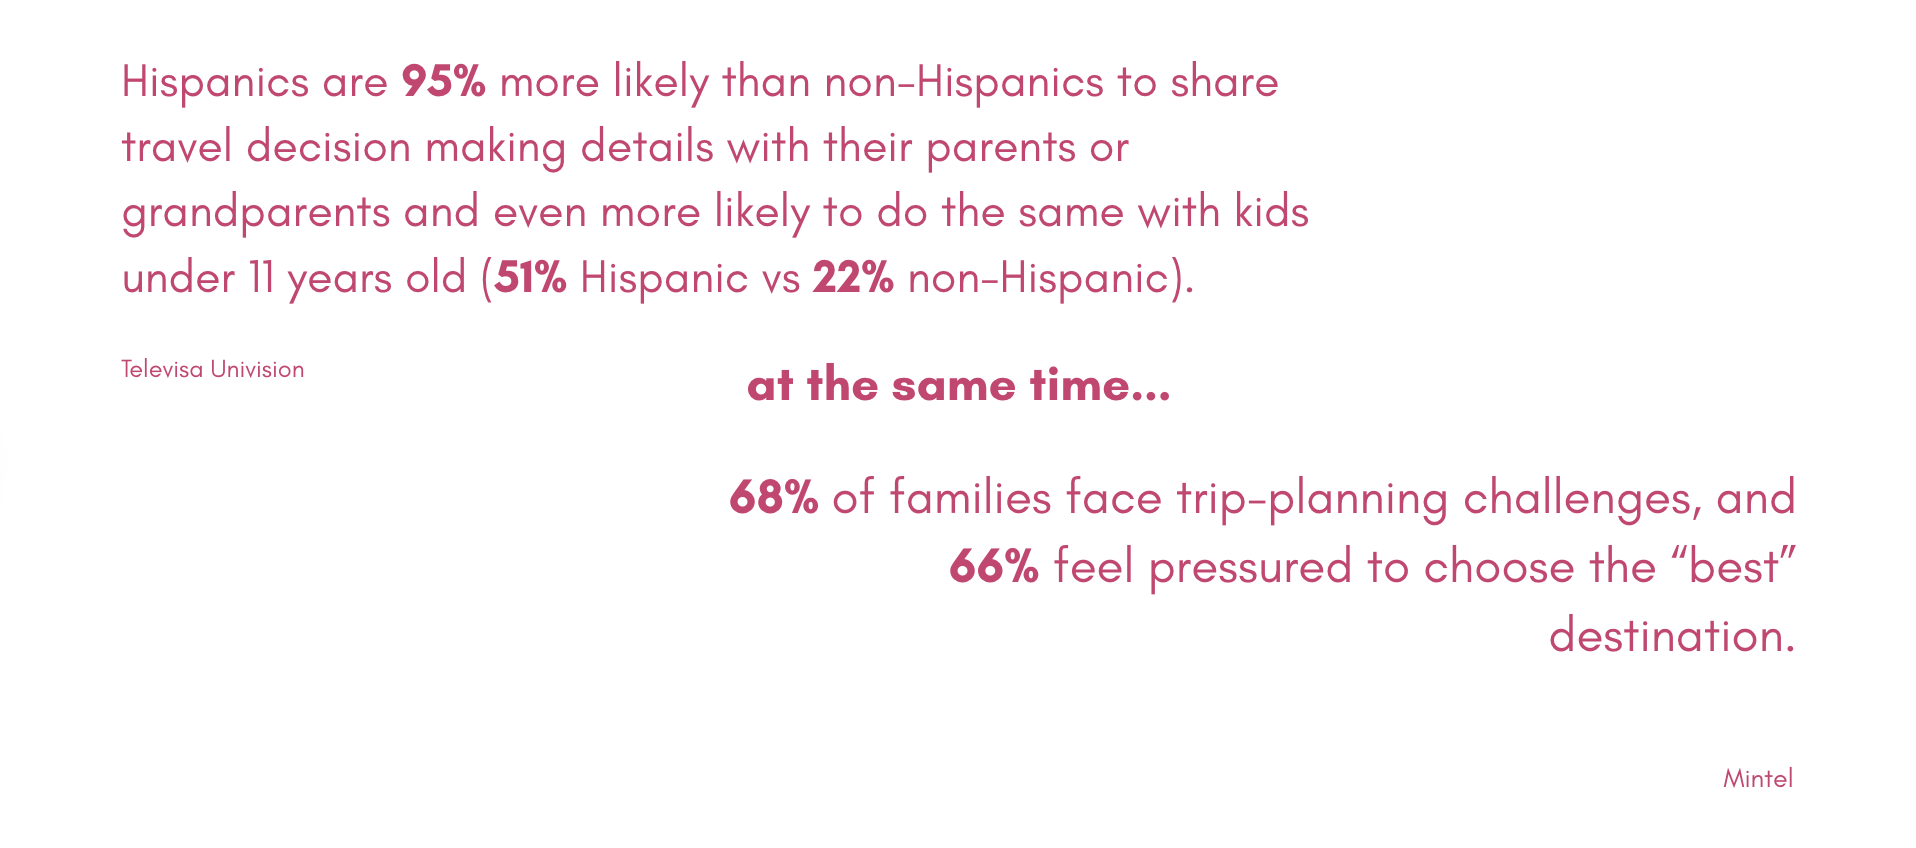 Hispanics are 95% more likely than non-Hispanics to share
travel decision making details with their parents or
grandparents and even more likely to do the same with kids
under 11 years old (51% Hispanic vs 22% non-Hispanic).
Televisa Univision
at the same time...
68% of families face trip-planning challenges, and
66% feel pressured to choose the “best”
destination.
Mintel